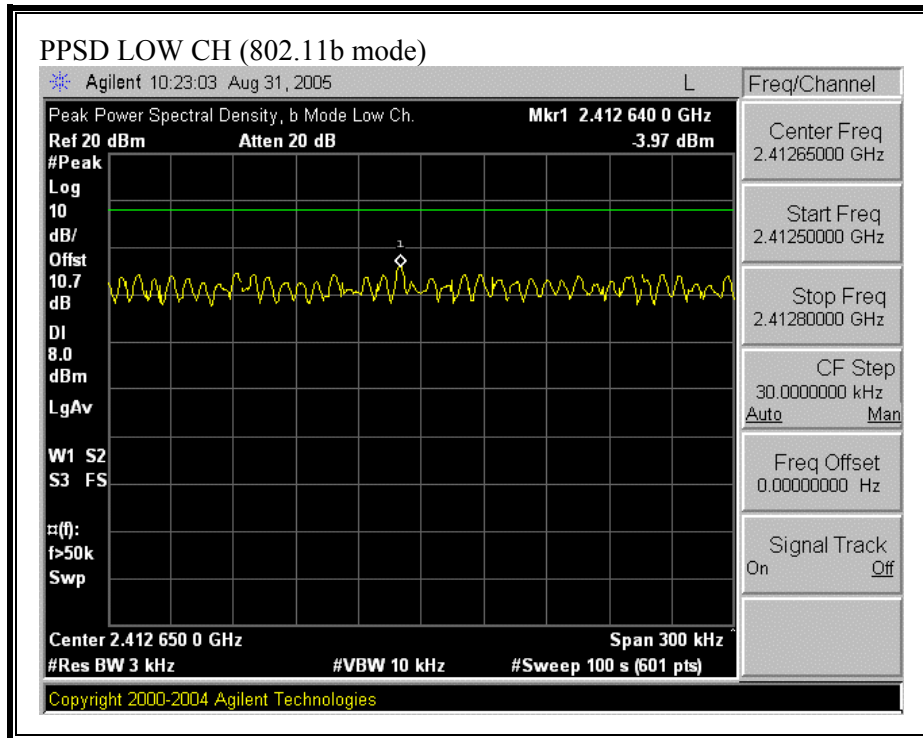 PPSD LOW CH (802.11b mode)
Agilent 10:23:03 Aug 31, 2005 L
Peak Power Spectral Density, b Mode Low Ch. Mkr1 2.412 640 0 GHz
Ref 20 dBm Atten 20 dB -3.97 dBm
#Peak
Log
10
dB/
Offst
10.7
dB
DI
8.0
dBm
LgAv
W1 S2
S3 FS
¤(f):
f>50k
Swp
1
Center 2.412 650 0 GHz Span 300 kHz
#Res BW 3 kHz #VBW 10 kHz #Sweep 100 s (601 pts)
Copyright 2000-2004 Agilent Technologies
Freq/Channel
Center Freq
2.41265000 GHz
Start Freq
2.41250000 GHz
Stop Freq
2.41280000 GHz
CF Step
30.0000000 kHz
Auto Man
Freq Offset
0.00000000 Hz
Signal Track
On Off